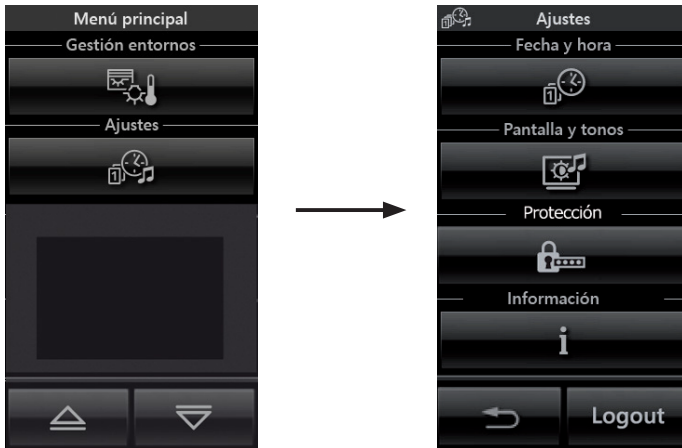 Menú principal
Gestión entornos
Ajustes
Ajustes
Fecha y hora
Pantalla y tonos
Protección
Información
i
Logout